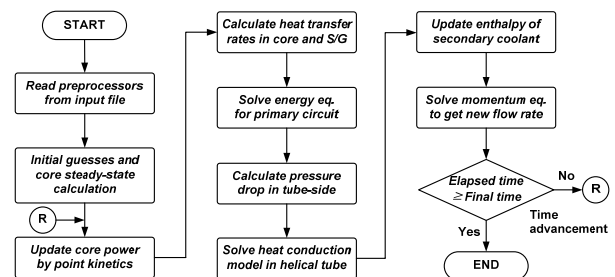 START
Read preprocessors
from input file
Initial guesses and
core steady-state
calculation
R
Update core power
by point kinetics
Calculate heat transfer
rates in core and S/G
Solve energy eq.
for primary circuit
Calculate pressure
drop in tube-side
Solve heat conduction
model in helical tube
Update enthalpy of
secondary coolant
Solve momentum eq.
to get new flow rate
Elapsed time
≥ Final time
No
R
Time
advancement
Yes
END